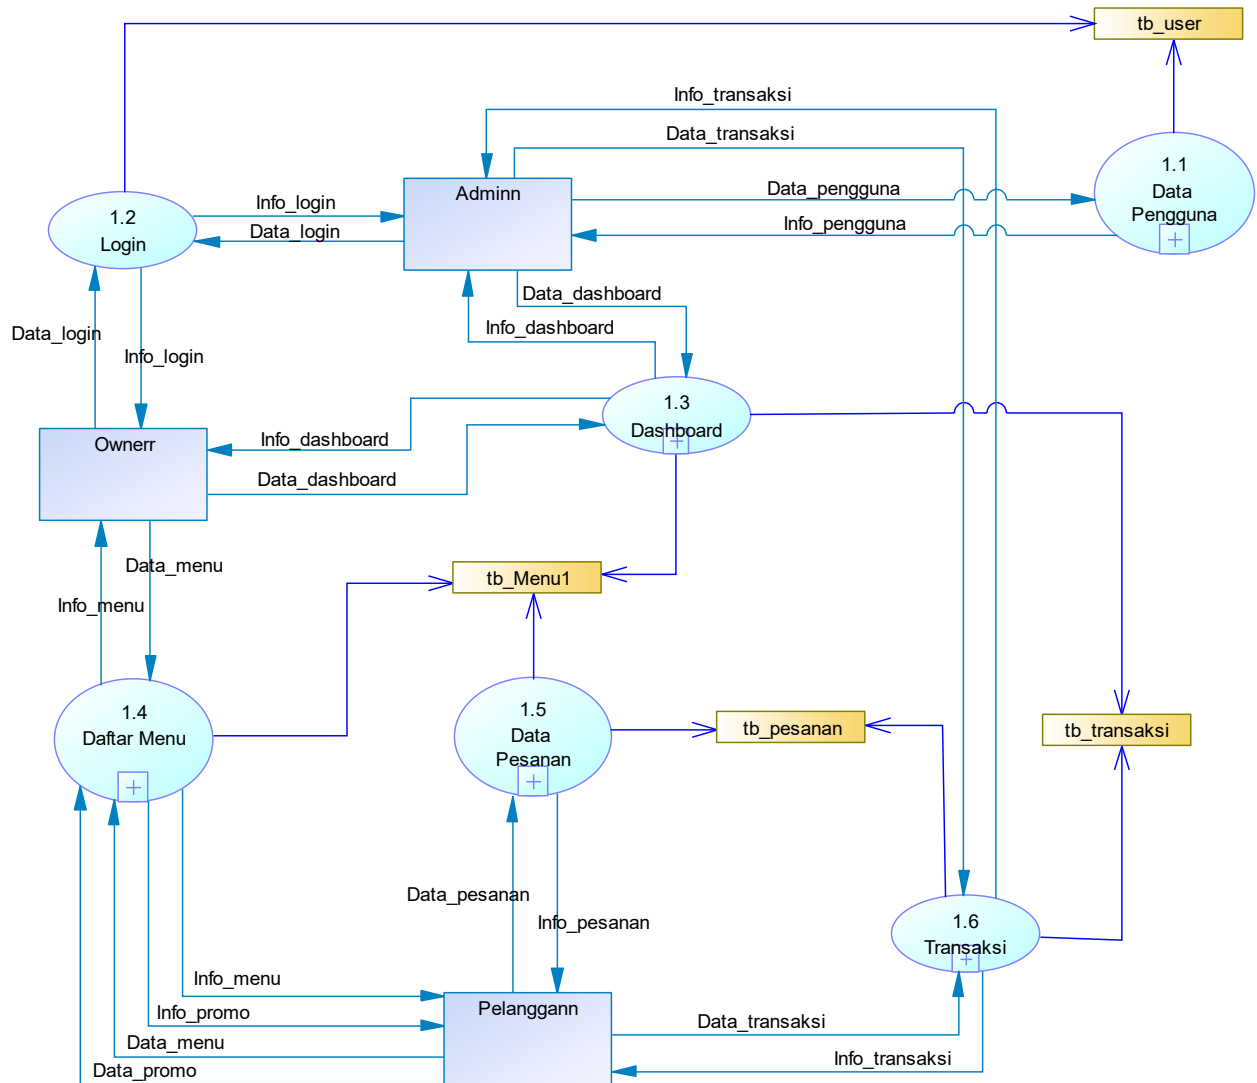 tb_user
Info_transaksi
Data_transaksi
1.1
Data
Pengguna
Adminn
Data_pengguna
Info_pengguna
1.2
Login
Info_login
Data_login
Data_dashboard
Info_dashboard
Data_login
Info_login
1.3
Dashboard
Ownerr
Info_dashboard
Data_dashboard
Data_menu
Info_menu
tb_Menu1
1.4
Daftar Menu
1.5
Data
Pesanan
tb_pesanan
tb_transaksi
Data_pesanan
Info_pesanan
1.6
Transaksi
Info_menu
Info_promo
Data_menu
Data_promo
Pelanggann
Data_transaksi
Info_transaksi